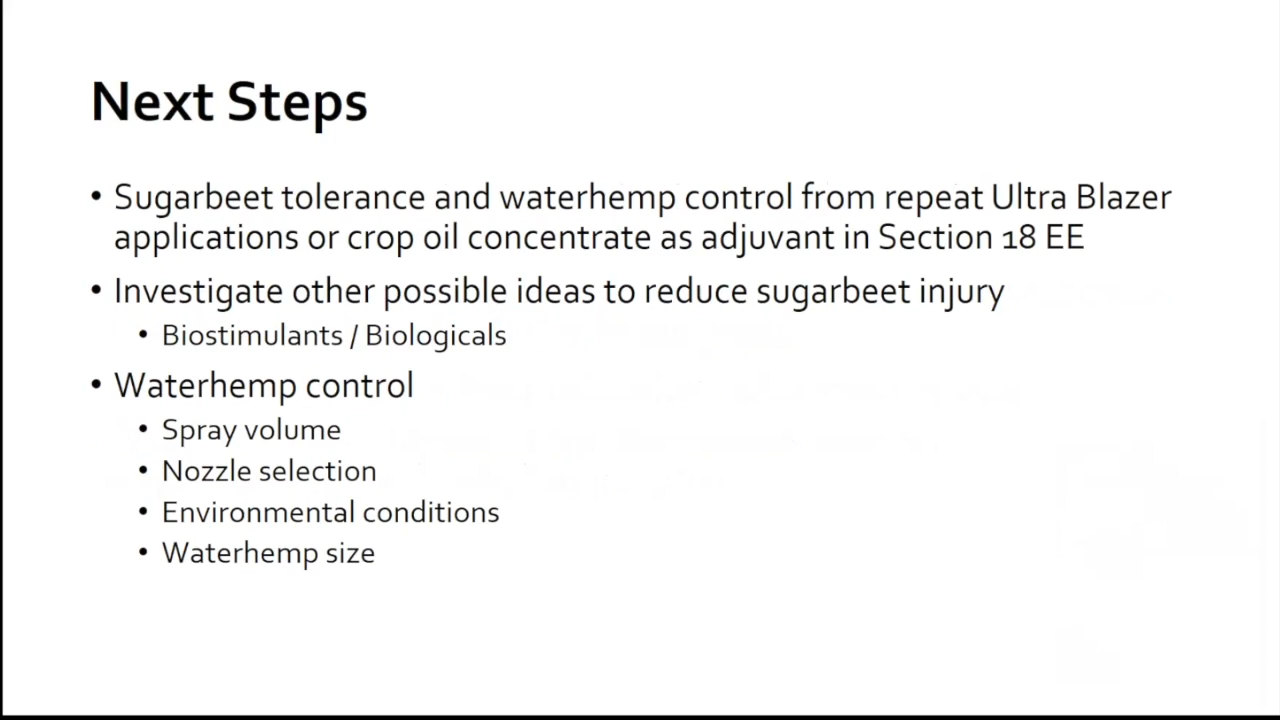 Next Steps
• Sugarbeet tolerance and waterhemp control from repeat Ultra Blazer
applications or crop oil concentrate as adjuvant in Section 18 EE
• Investigate other possible ideas to reduce sugarbeet injury
• Biostimulants / Biologicals
• Waterhemp control
• Spray volume
• Nozzle selection
• Environmental conditions
• Waterhemp size